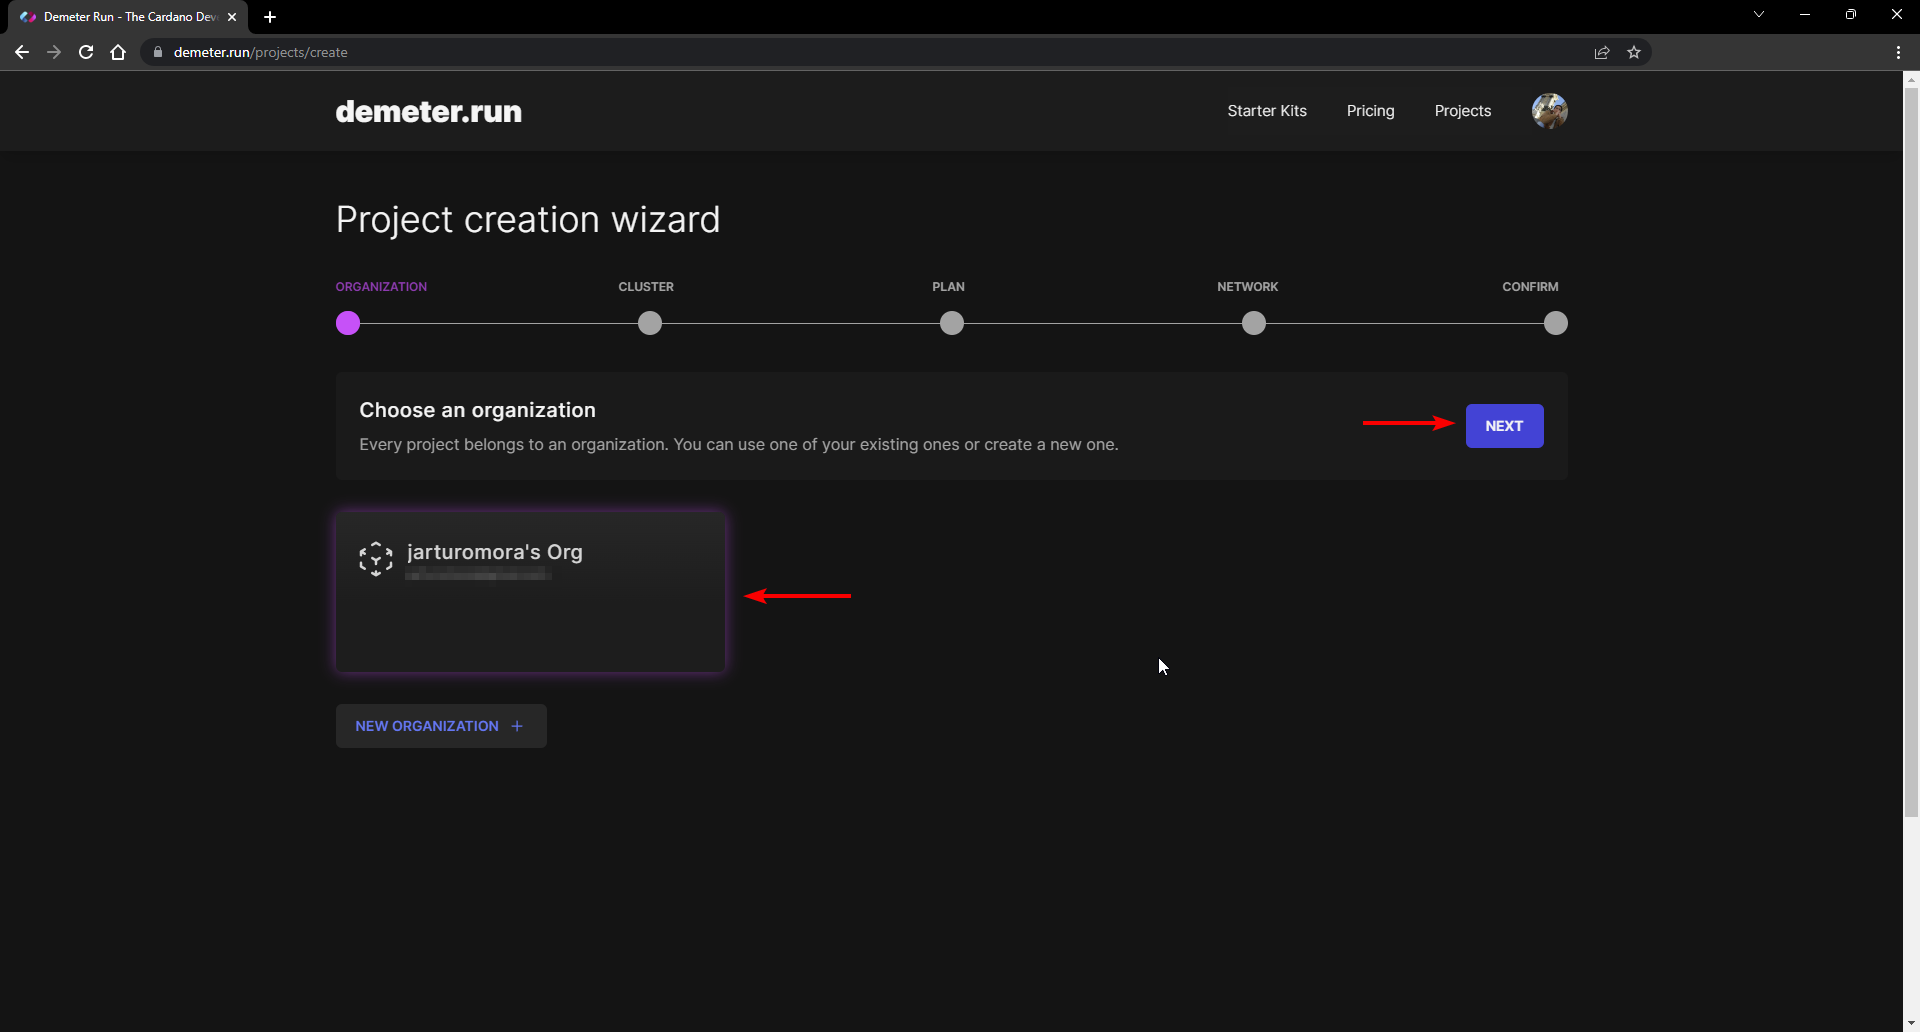 Demeter Run - The Cardano Dev
demeter.run/projects/create
demeter.run
Starter Kits
Pricing
Projects
Project creation wizard
ORGANIZATION
CLUSTER
PLAN
NETWORK
CONFIRM
Choose an organization
Every project belongs to an organization. You can use one of your existing ones or create a new one.
NEXT
jarturomora's Org
NEW ORGANIZATION +